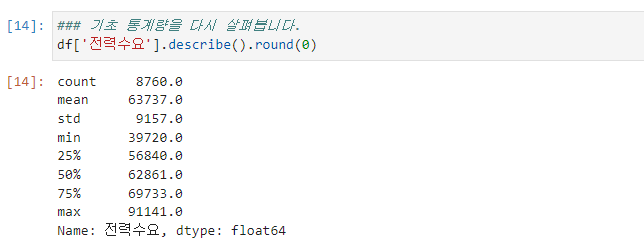 [14]: ### 기초 통계량을 다시 살펴봅니다.
df['전력수요'].describe().round(0)
[14]: count 8760.0
mean 63737.0
std 9157.0
min 39720.0
25% 56840.0
50% 62861.0
75% 69733.0
max 91141.0
Name: 전력수요, dtype: float64